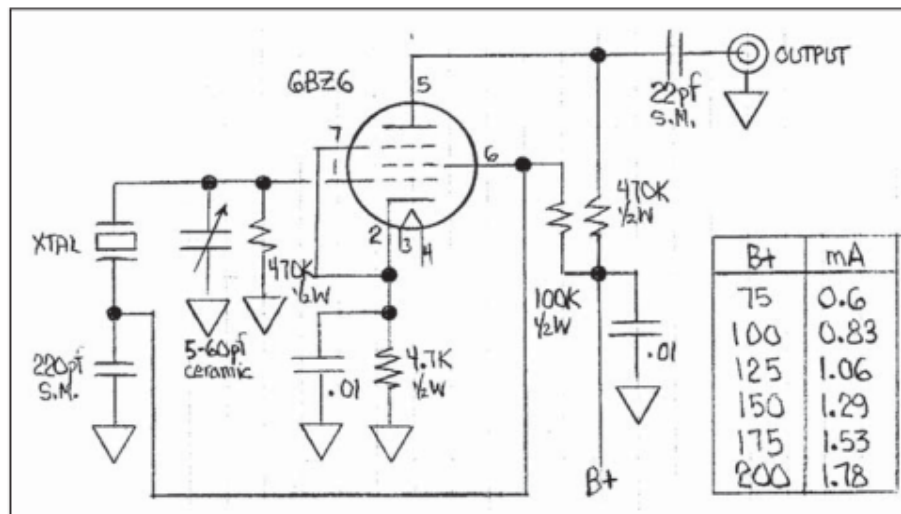 6BZ6
5
7
1
6
2
3
4
OUTPUT
22pf
S.M.
XTAL
470K
½W
470K
½W
100K
½W
5-60pf
ceramic
220pf
S.M.
.01
4.7K
½W
.01
B+
B+ mA
75 0.6
100 0.83
125 1.06
150 1.29
175 1.53
200 1.78